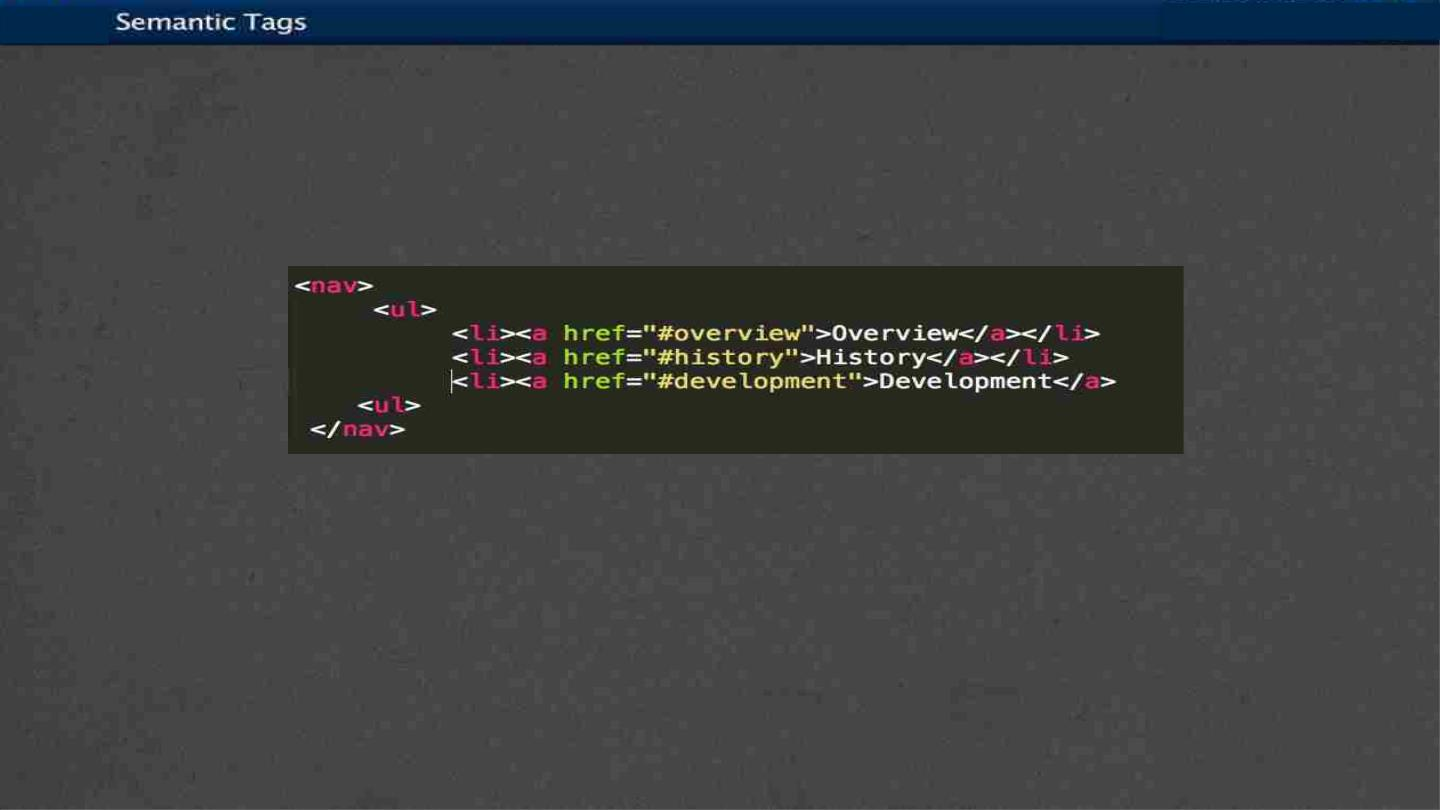 Semantic Tags
<nav>
<ul>
<li><a href="#overview">Overview</a></li>
<li><a href="#history">History</a></li>
<li><a href="#development">Development</a>
<ul>
</nav>